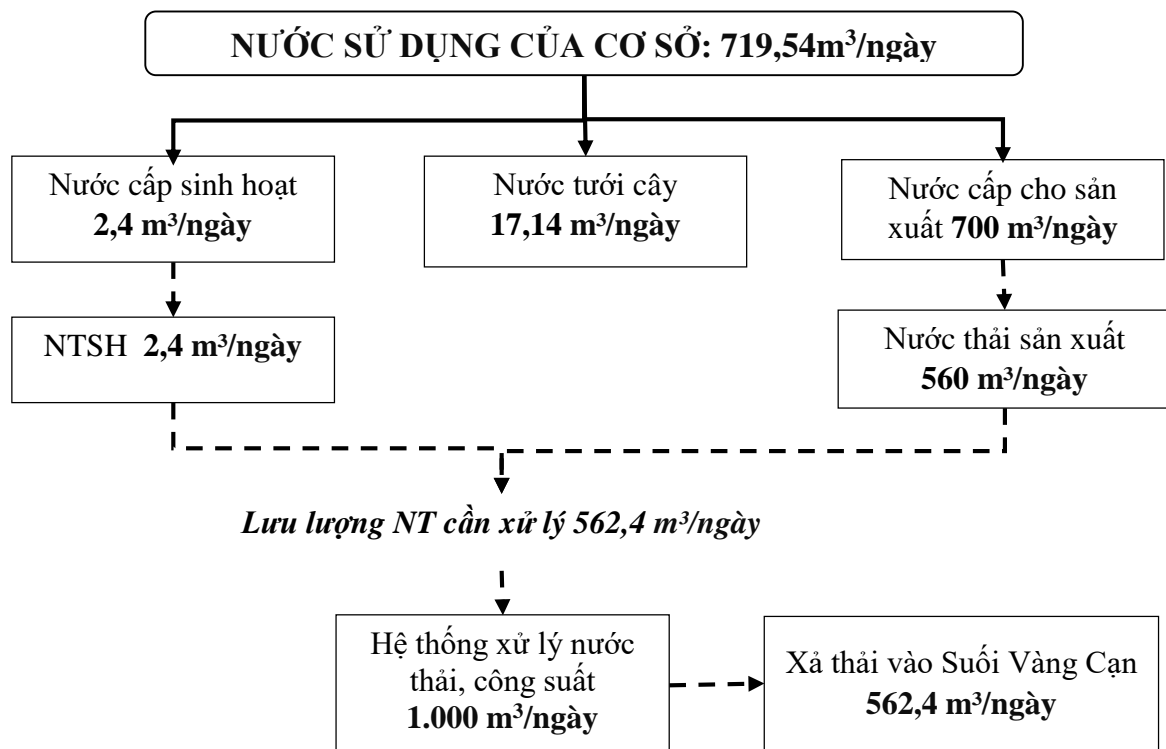 NƯỚC SỬ DỤNG CỦA CƠ SỞ: 719,54m³/ngày
Nước cấp sinh hoạt
2,4 m³/ngày
Nước tưới cây
17,14 m³/ngày
Nước cấp cho sản
xuất 700 m³/ngày
NTSH 2,4 m³/ngày
Nước thải sản xuất
560 m³/ngày
Lưu lượng NT cần xử lý 562,4 m³/ngày
Hệ thống xử lý nước
thải, công suất
1.000 m³/ngày
Xả thải vào Suối Vàng Cạn
562,4 m³/ngày